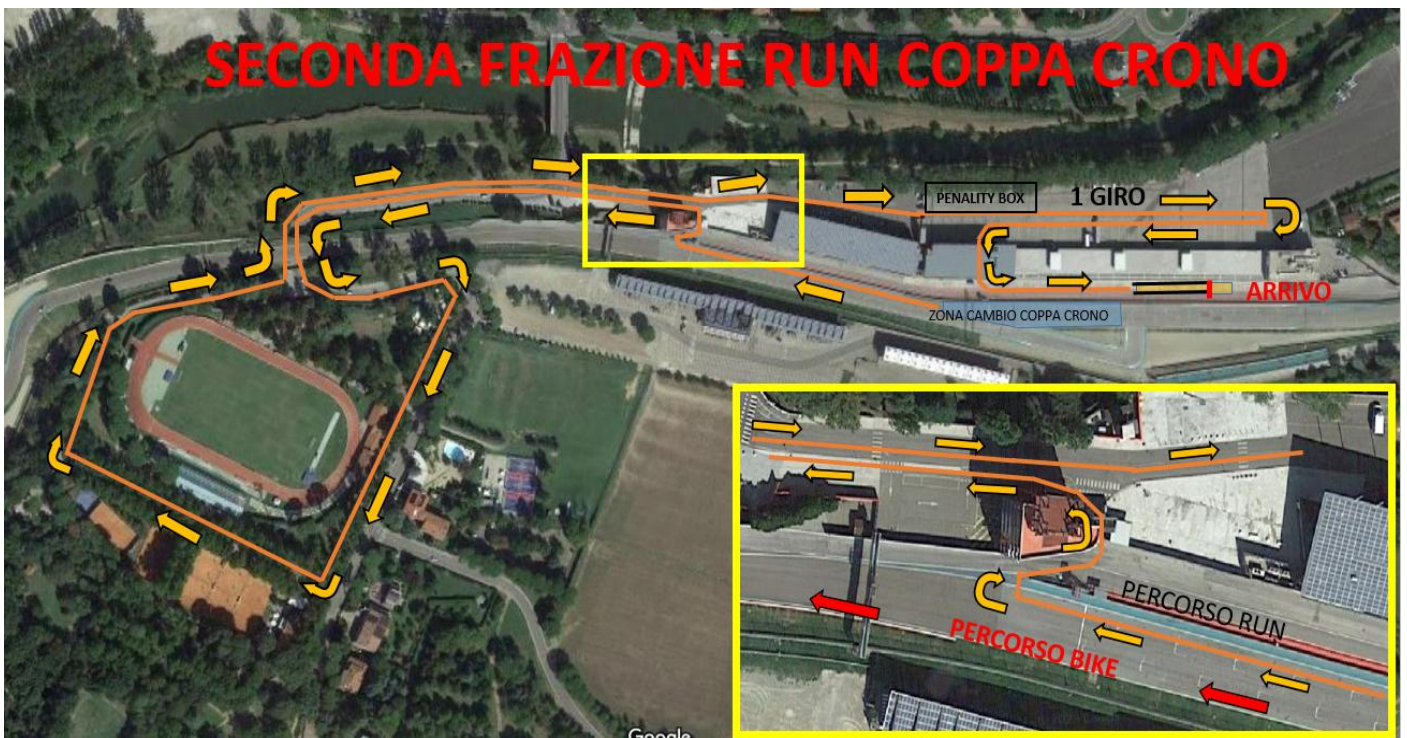 SECONDA FRAZIONE RUN COPPA CRONO
PENALITY BOX
1 GIRO
ARRIVO
ZONA CAMBIO COPPA CRONO
PERCORSO RUN
PERCORSO BIKE
Google